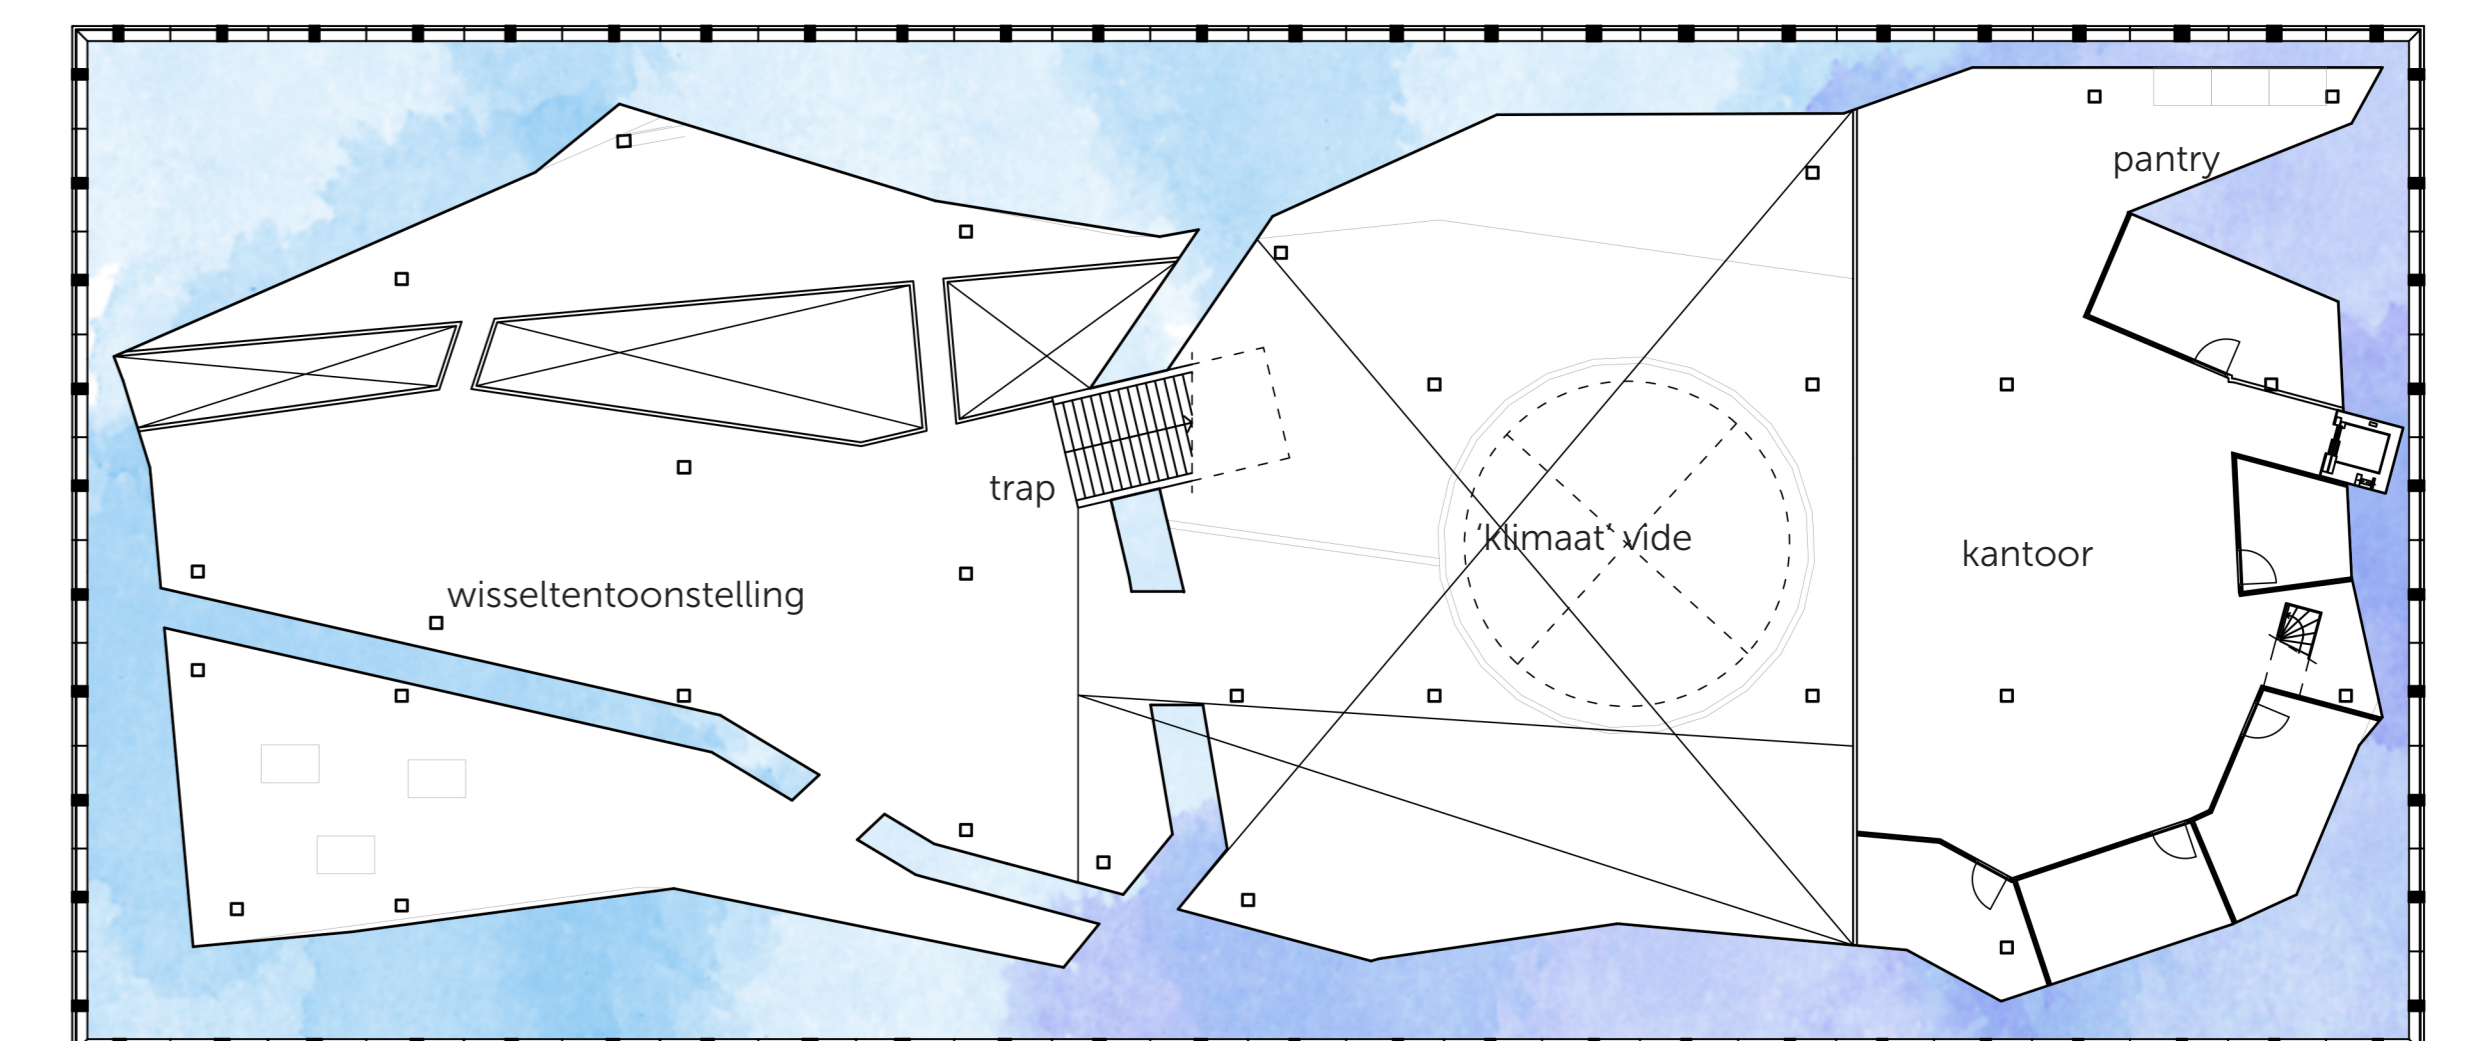 pantry
trap
‘klimaat‘ vide
kantoor
wisseltentoonstelling